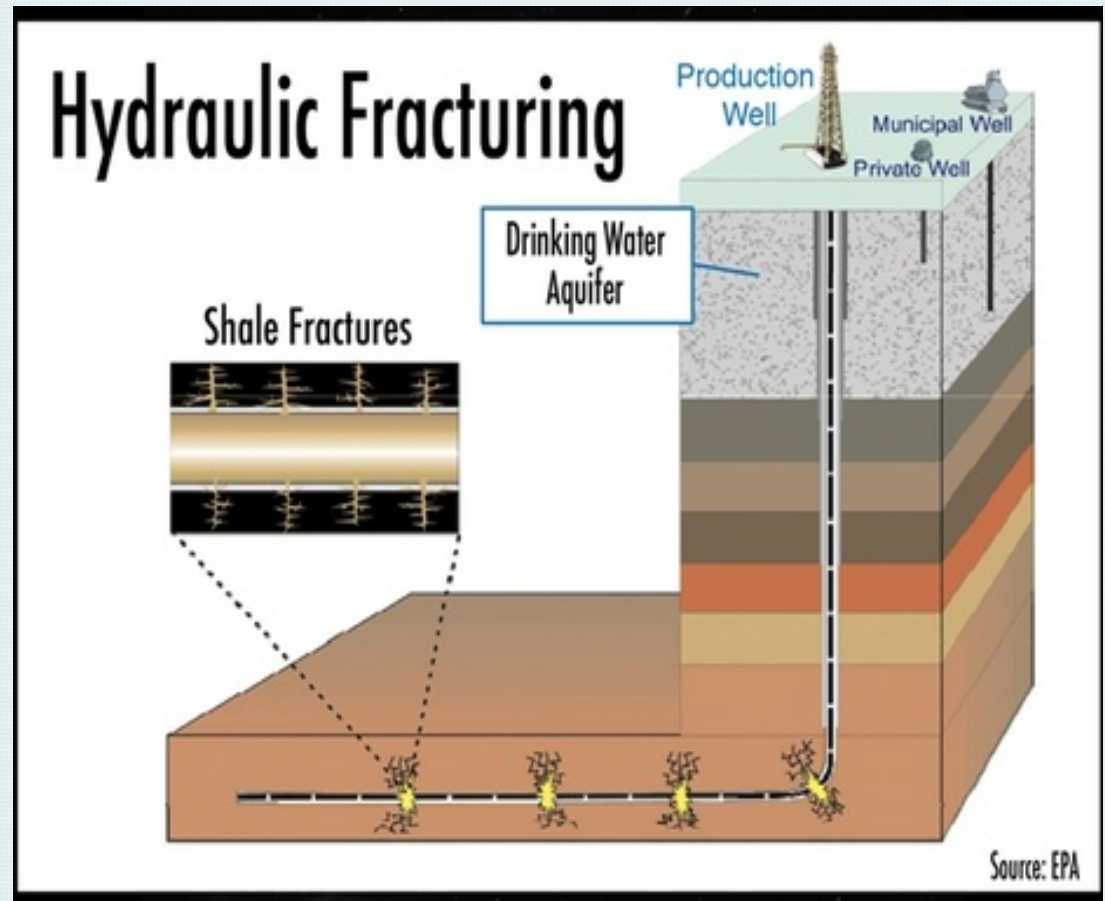 Hydraulic Fracturing
Production
Well
Municipal Well
Private Well
Drinking Water
Aquifer
Shale Fractures
Source: EPA